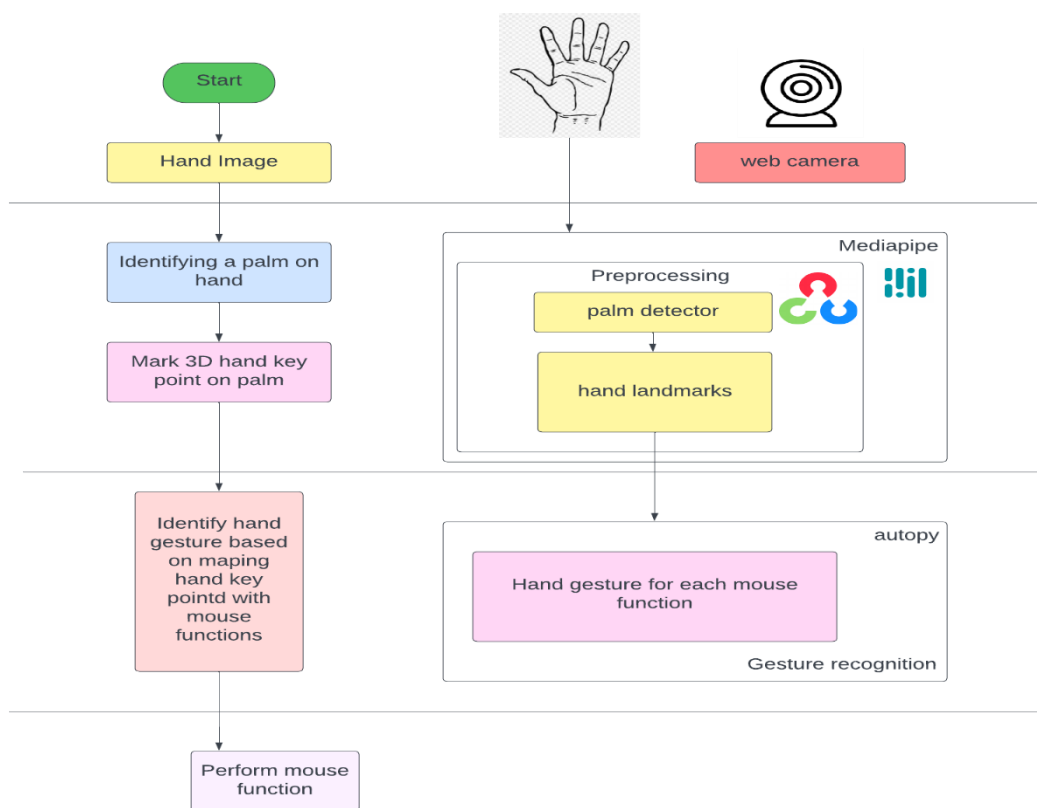 Start
Hand Image
web camera
Identifying a palm on
hand
Mark 3D hand key
point on palm
Mediapipe
Preprocessing
palm detector
hand landmarks
Identify hand
gesture based
on maping
hand key
pointd with
mouse
functions
autopy
Hand gesture for each mouse
function
Gesture recognition
Perform mouse
function